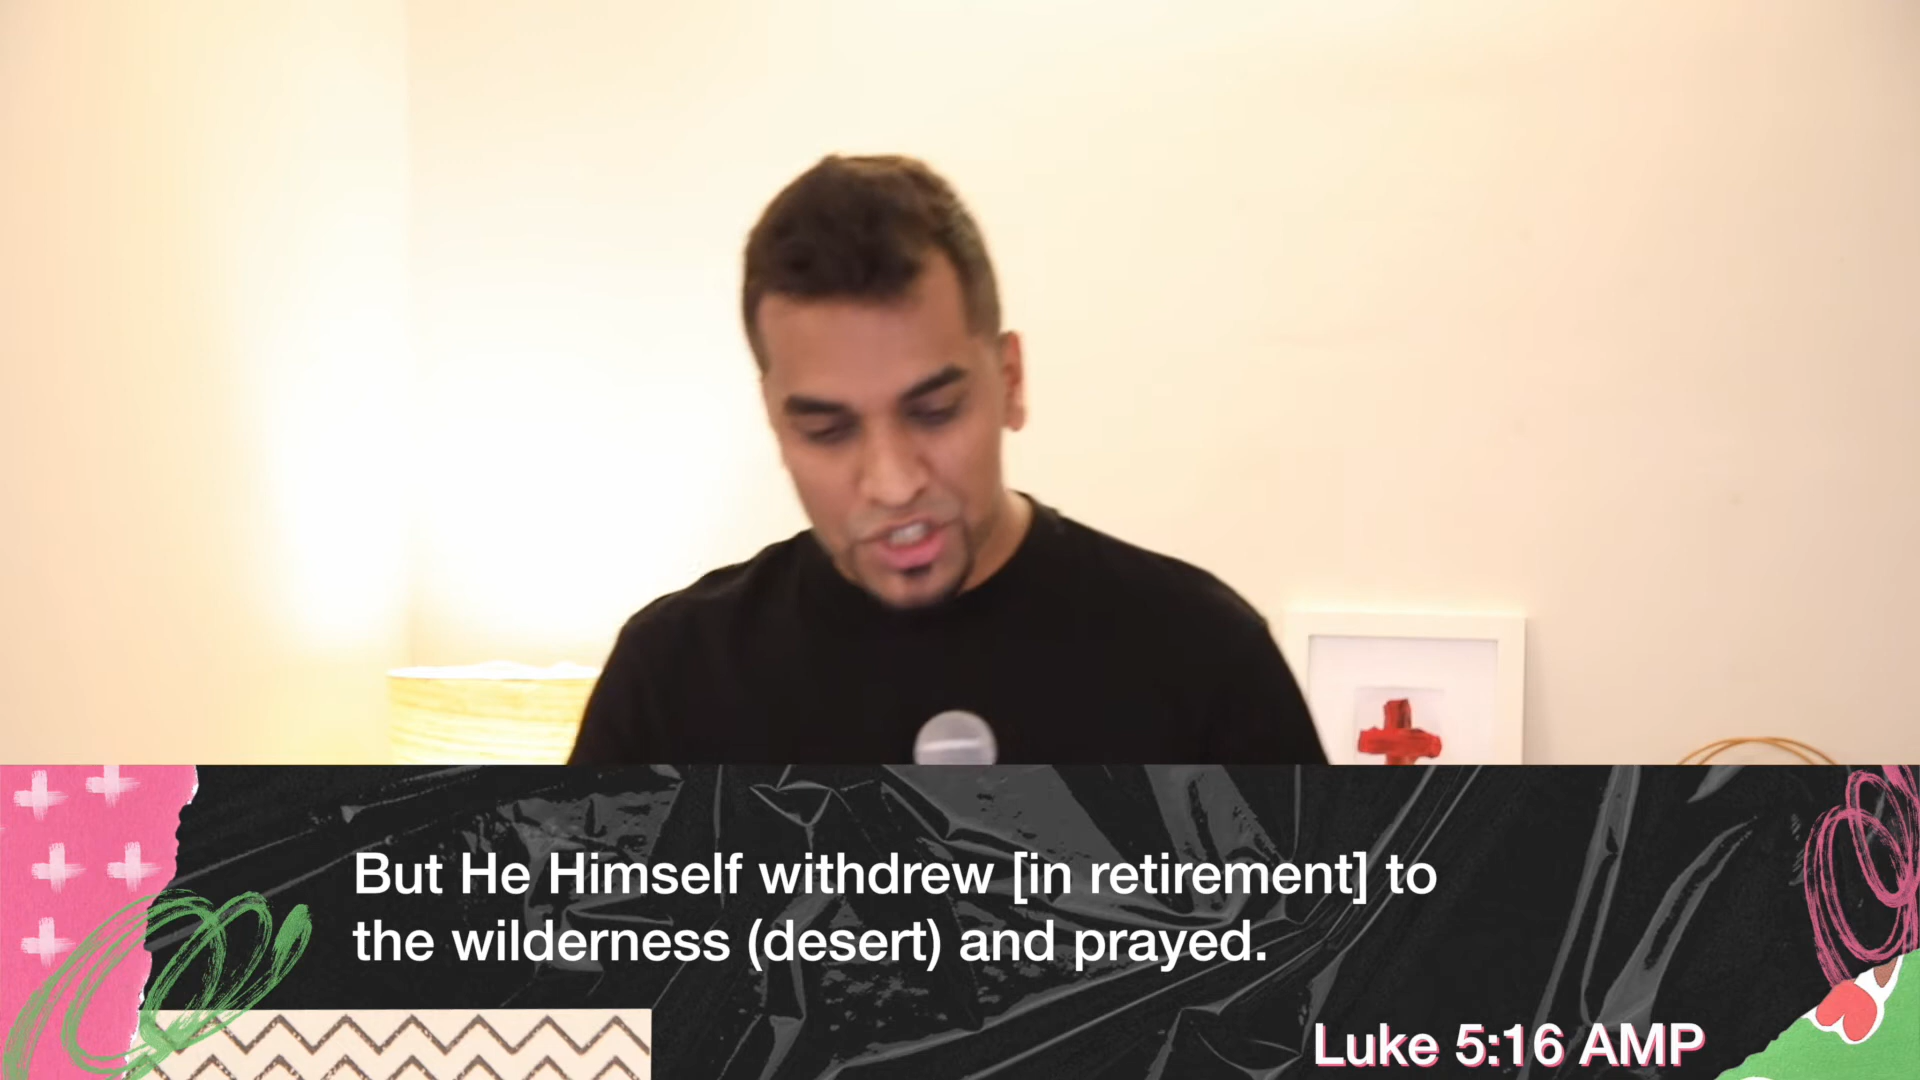 But He Himself withdrew [in retirement] to
the wilderness (desert) and prayed.
Luke 5:16 AMP